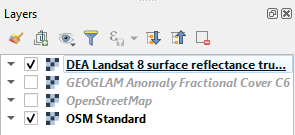 Layers
DEA Landsat 8 surface reflectance tru...
GEOGLAM Anomaly Fractional Cover C6
OpenStreetMap
OSM Standard